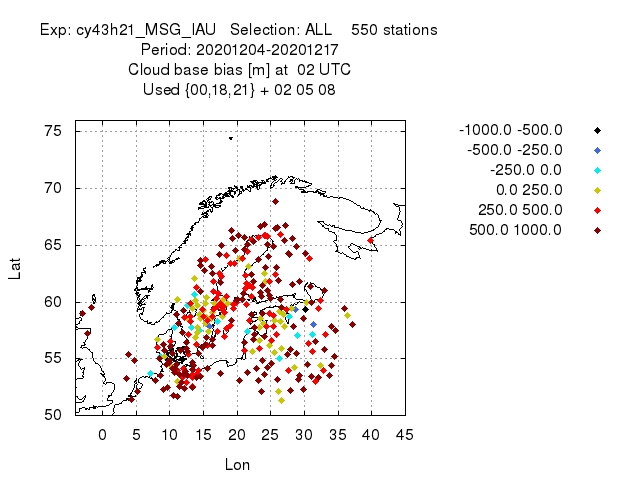 Exp: cy43h21_MSG_IAU   Selection: ALL    550 stations
Period: 20201204-20201217
Cloud base bias [m] at  02 UTC
Used {00,18,21} + 02 05 08
-1000.0 -500.0
-500.0 -250.0
-250.0 0.0
0.0 250.0
250.0 500.0
500.0 1000.0
75
70
65
60
55
50
Lat
0 5 10 15 20 25 30 35 40 45
Lon